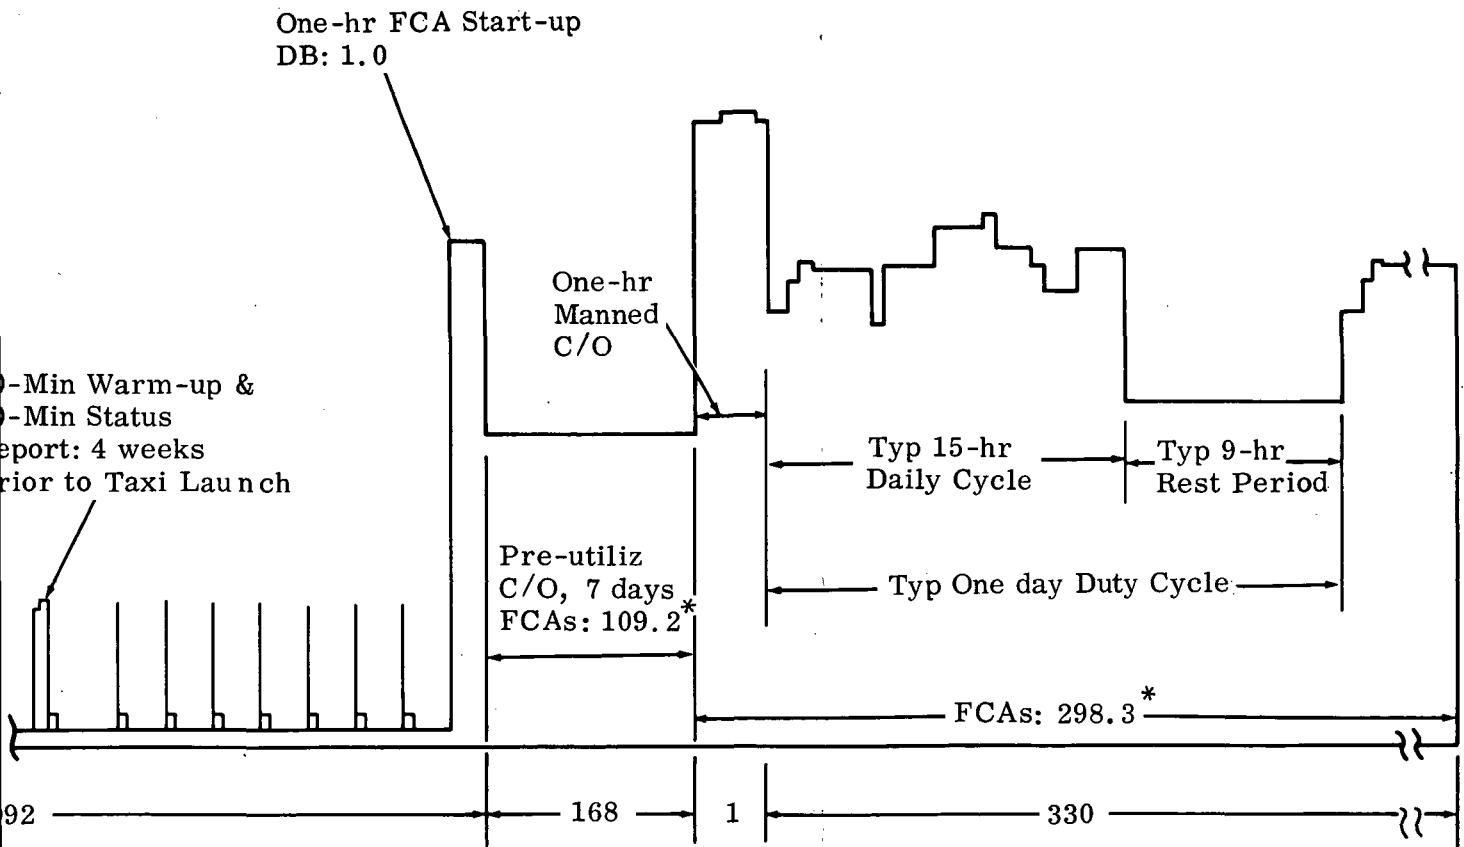 One-hr FCA Start-up
DB: 1.0
One-hr
Manned
C/O
-Min Warm-up &
-Min Status
eport: 4 weeks
rior to Taxi Launch
Typ 15-hr
Daily Cycle
Typ 9-hr
Rest Period
Pre-utiliz
C/O, 7 days
FCAs: 109.2*
Typ One day Duty Cycle
FCAs: 298.3*
92
168
1
330